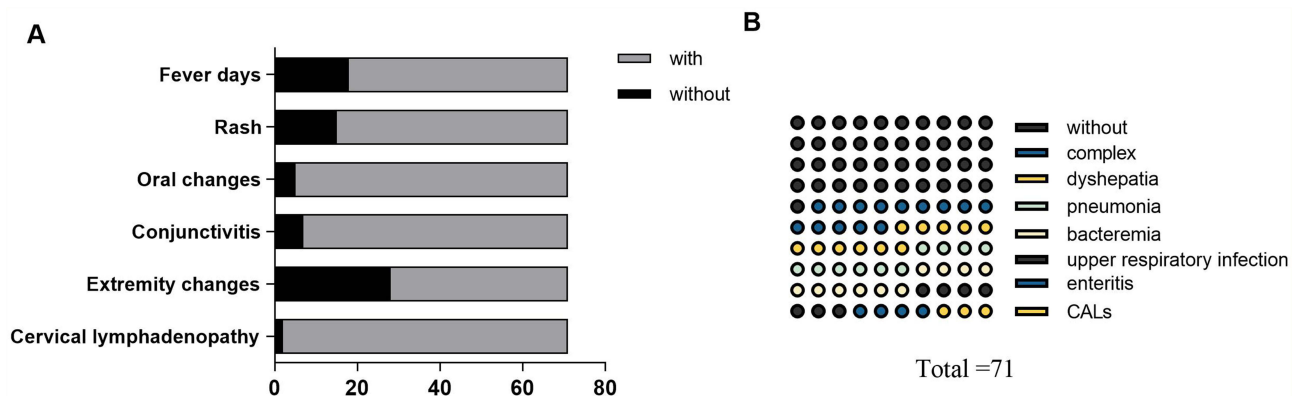 A
Fever days
Rash
Oral changes
Conjunctivitis
Extremity changes
Cervical lymphadenopathy
0 20 40 60 80
with
without
B
without
complex
dyshepatia
pneumonia
bacteremia
upper respiratory infection
enteritis
CALs
Total =71